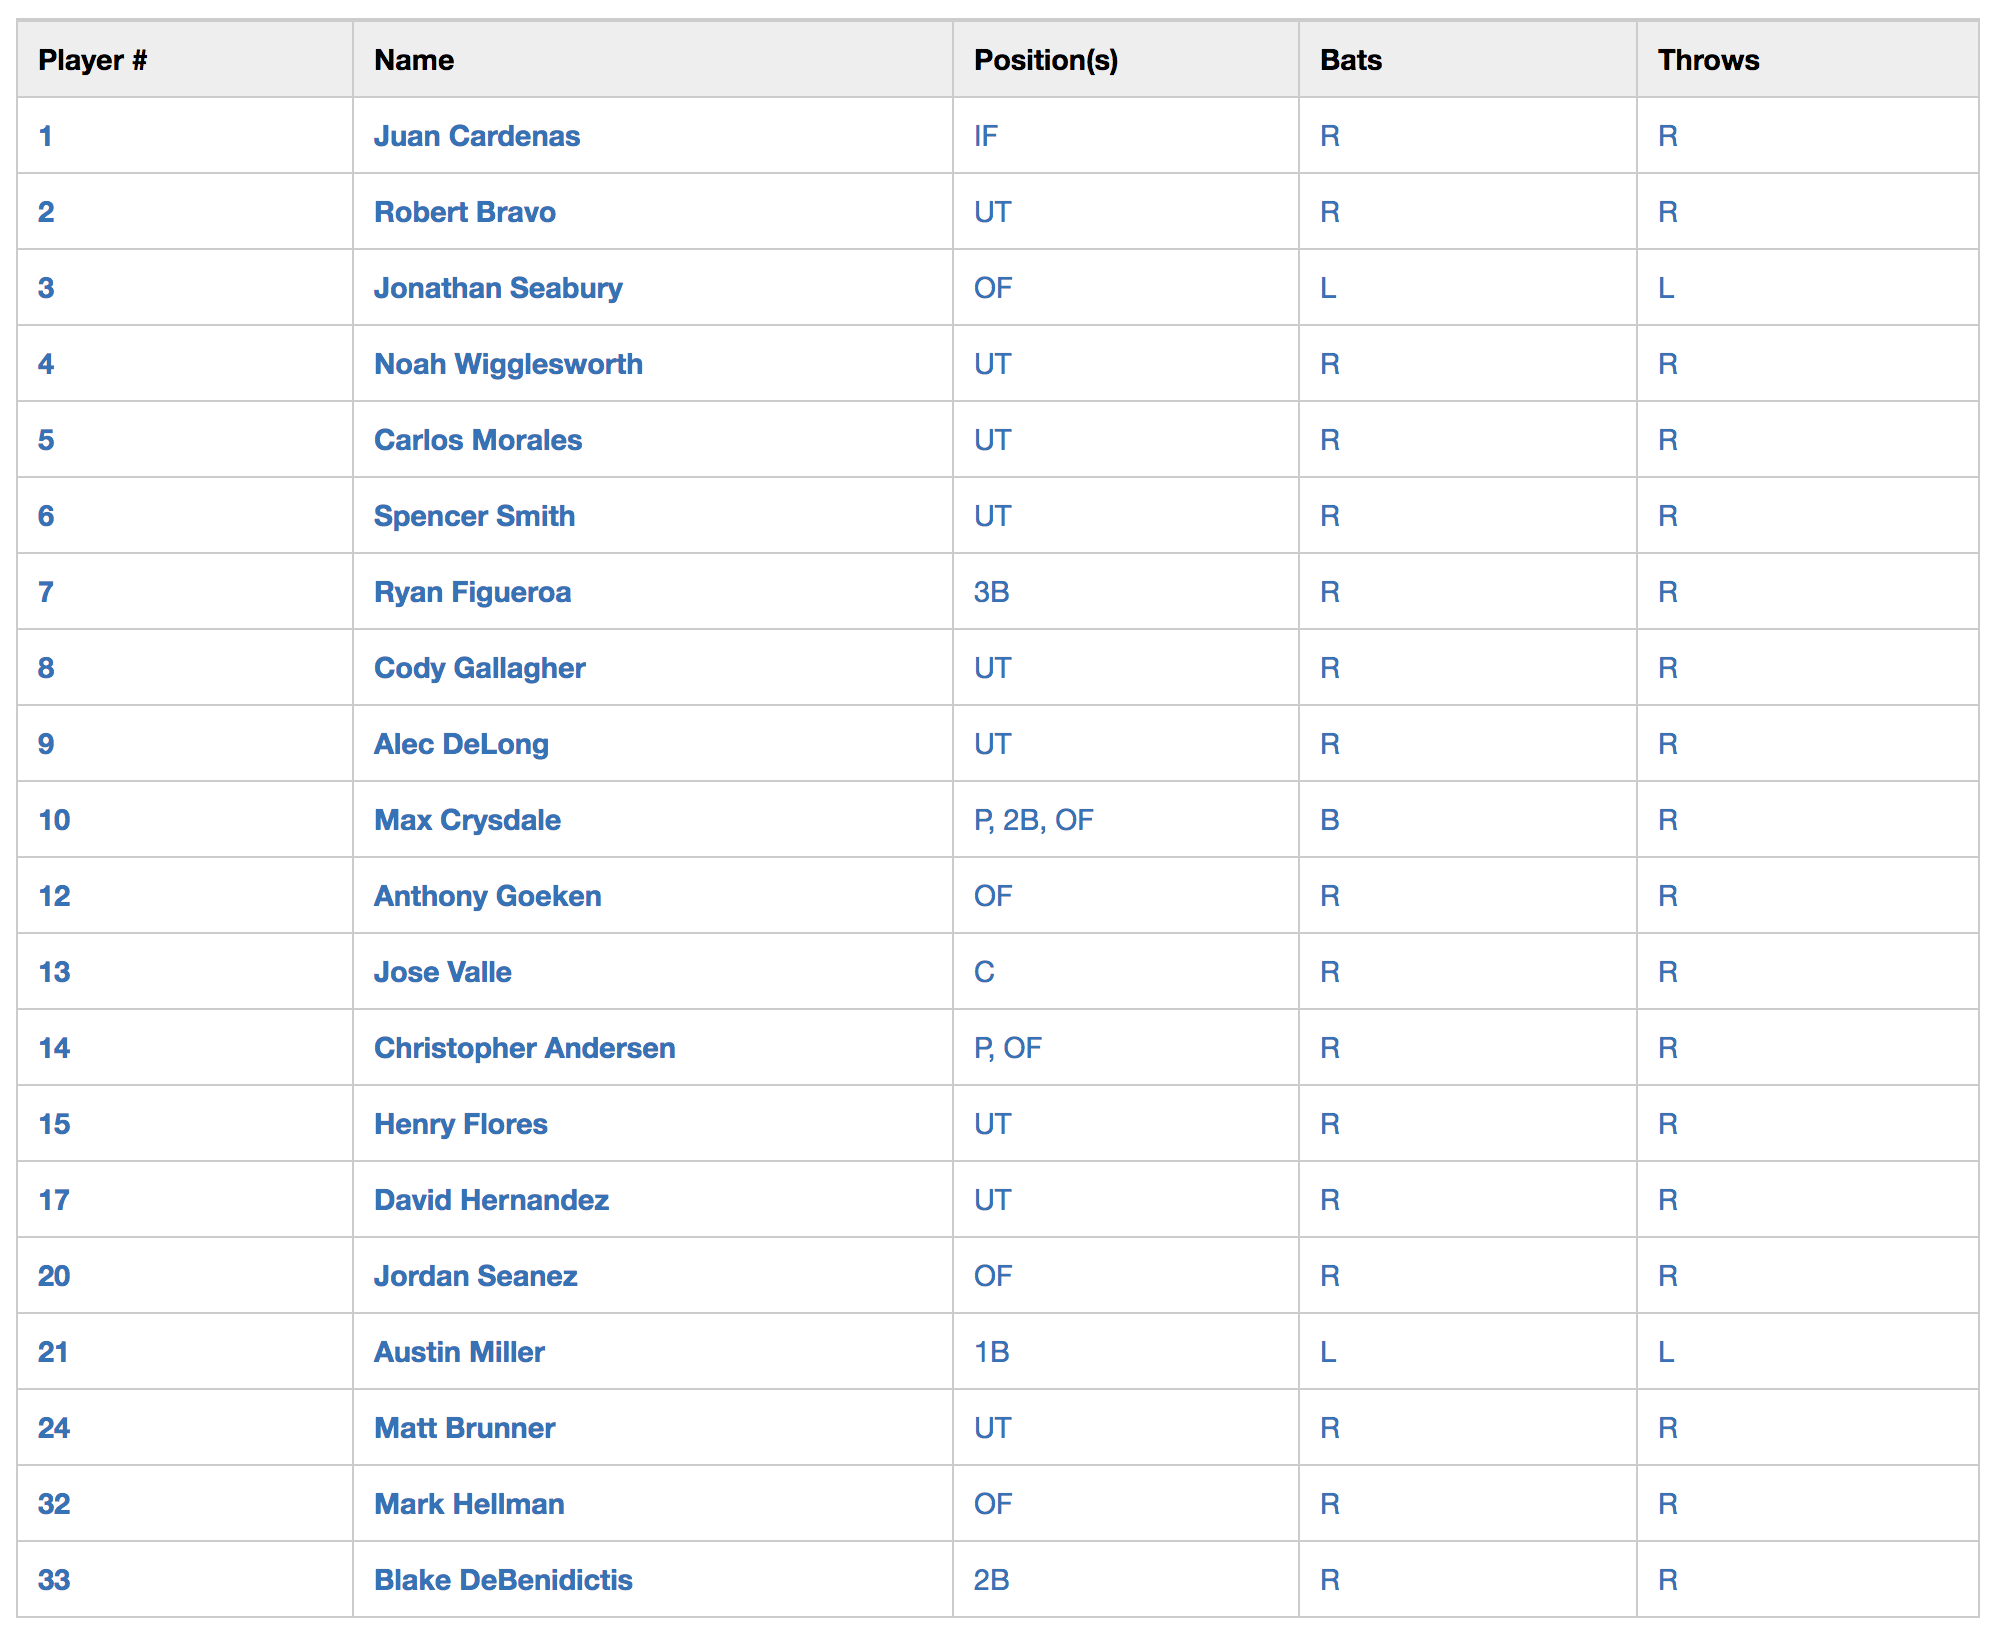 Player # Name Position(s) Bats Throws
1 Juan Cardenas IF R R
2 Robert Bravo UT R R
3 Jonathan Seabury OF L L
4 Noah Wigglesworth UT R R
5 Carlos Morales UT R R
6 Spencer Smith UT R R
7 Ryan Figueroa 3B R R
8 Cody Gallagher UT R R
9 Alec DeLong UT R R
10 Max Crysdale P, 2B, OF B R
12 Anthony Goeken OF R R
13 Jose Valle C R R
14 Christopher Andersen P, OF R R
15 Henry Flores UT R R
17 David Hernandez UT R R
20 Jordan Seanez OF R R
21 Austin Miller 1B L L
24 Matt Brunner UT R R
32 Mark Hellman OF R R
33 Blake DeBenidictis 2B R R